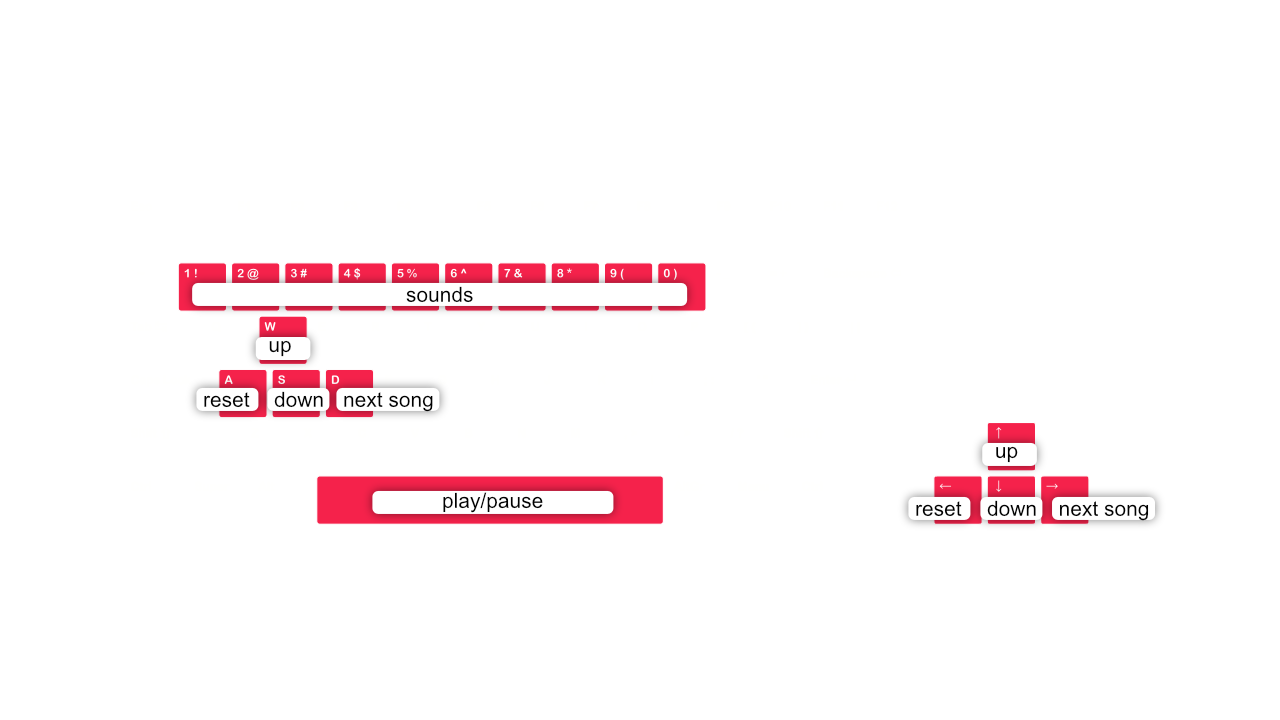 1 ! 2 @ 3 # 4 $ 5 % 6 ^ 7 & 8 * 9 ( 0 )
sounds
W
up
A S D
reset down next song
↑
up
← ↓ →
play/pause
reset down next song